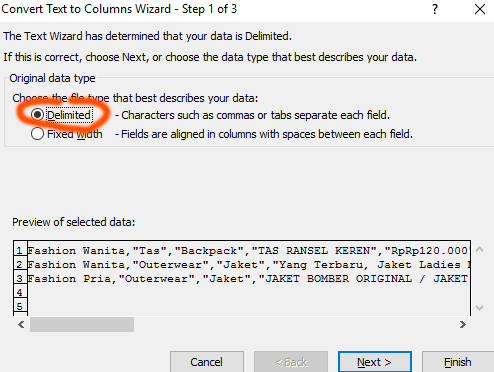 Convert Text to Columns Wizard - Step 1 of 3
The Text Wizard has determined that your data is Delimited.
If this is correct, choose Next, or choose the data type that best describes your data.
Original data type
Choose the file type that best describes your data:
Delimited - Characters such as commas or tabs separate each field.
Fixed width - Fields are aligned in columns with spaces between each field.
Preview of selected data:
1 Fashion Wanita,"Tas","Backpack","TAS RANSEL KEREN","RpRp120.000"
2 Fashion Wanita,"Outerwear","Jaket","Yang Terbaru, Jaket Ladies
3 Fashion Pria,"Outerwear","Jaket","JAKET BOMBER ORIGINAL / JAKET
4
5
Cancel < Back Next > Finish